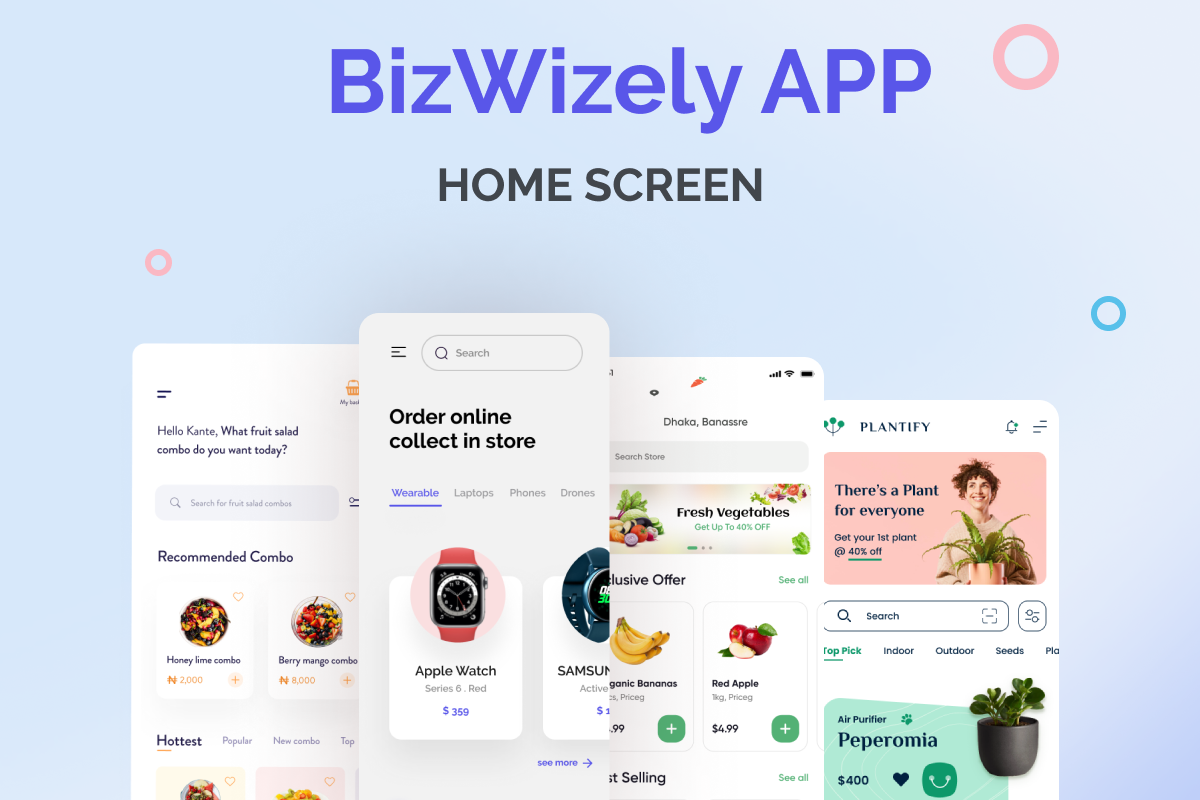 BizWizely APP
HOME SCREEN
My bas
Hello Kante, What fruit salad
combo do you want today?
Search for fruit salad combos
Recommended Combo
Honey lime combo
₦ 2,000
Berry mango combo
₦ 8,000
Hottest Popular New combo Top
Search
Order online
collect in store
Wearable Laptops Phones Drones
Apple Watch
Series 6 . Red
$ 359
SAMSUN
Active
$ 1
see more
Dhaka, Banassre
Search Store
Fresh Vegetables
Get Up To 40% OFF
clusive Offer
See all
ganic Bananas
cs, Priceg
.99
Red Apple
1kg, Priceg
$4.99
st Selling
See all
PLANTIFY
There's a Plant
for everyone
Get your 1st plant
@ 40% off
Search
Top Pick Indoor Outdoor Seeds Pla
Air Purifier
Peperomia
$400